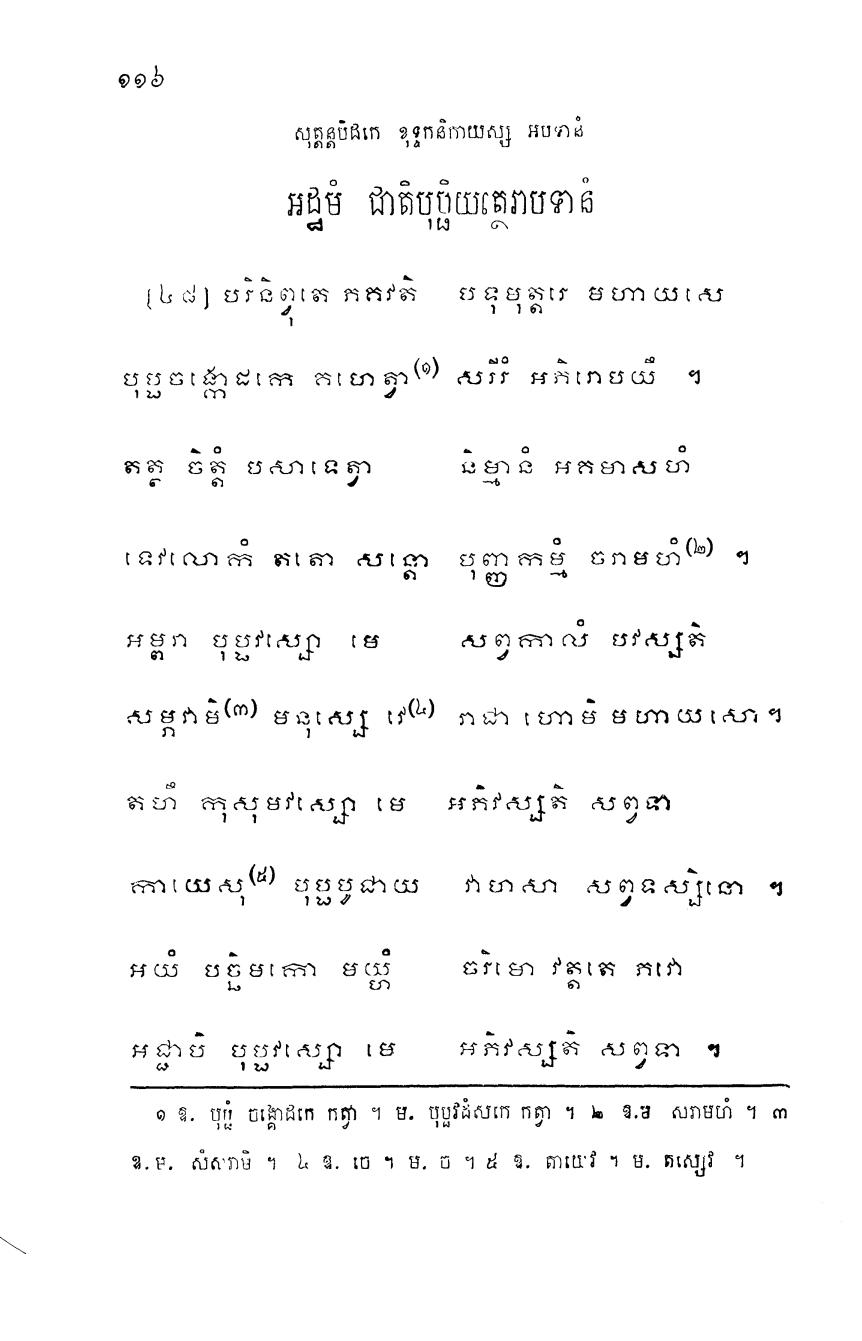 ១១៦
សុត្តន្តបិដកេ ខុទ្ទកនិកាយស្ស អបទានំ
អដ្ឋមំ ជាតិបុប្ផិយត្ថេរាបទានំ
[៤៨] បរិនិព្វុតេ ភគវតិ បទុមុត្តរេ មហាយសេ
បុប្ផចង្កោដកេ គហេត្វា(១) សរីរំ អភិរោបយឹ ។
តត្ថ ចិត្តំ បសាទេត្វា និម្មានំ អគមាសហំ
ទេវលោកំ តតោ សន្តោ បុញ្ញកម្មំ ចរាមហំ(២) ។
អម្ពរា បុប្ផវស្សោ មេ សព្វកាលំ បវស្សតិ
សម្ភវាមិ(៣) មនុស្សេ វេ(៤) រាជា ហោមិ មហាយសោ។
តហឹ កុសុមវស្សោ មេ អភិវស្សតិ សព្វទា
កាយេសុ(៥) បុប្ផបូជាយ វាហសា សព្វទស្សិនោ ។
អយំ បច្ឆិមកោ មយ្ហំ ចរិមោ វត្តតេ ភវោ
អជ្ជាបិ បុប្ផវស្សោ មេ អភិវស្សតិ សព្វទា ។
១ ឱ. បុប្ផំ ចង្គោដកេ កត្វា ។ ម. បុប្ផវដំសកេ កត្វា ។ ២ ឱ.ម សរាមហំ ។ ៣
ឱ.ម. សំសរាមិ ។ ៤ ឱ. ចេ ។ ម. ច ។ ៥ ឱ. តាយេវ ។ ម. តស្សេវ ។